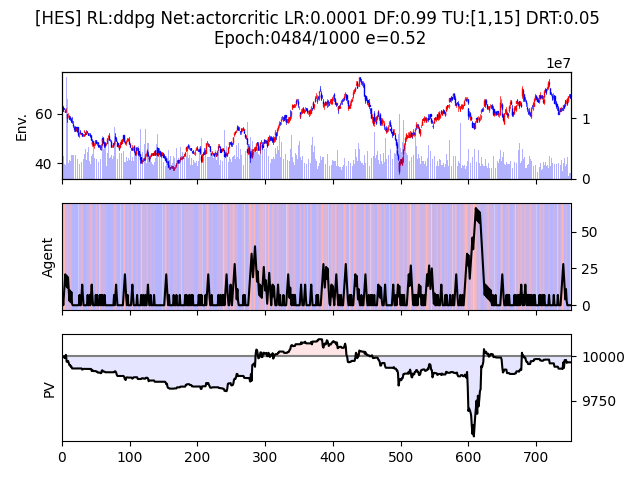 [HES] RL:ddpg Net:actorcritic LR:0.0001 DF:0.99 TU:[1,15] DRT:0.05
Epoch:0484/1000 e=0.52
1e7
Env.
60
40
1
0
Agent
50
25
0
PV
10000
9750
0 100 200 300 400 500 600 700